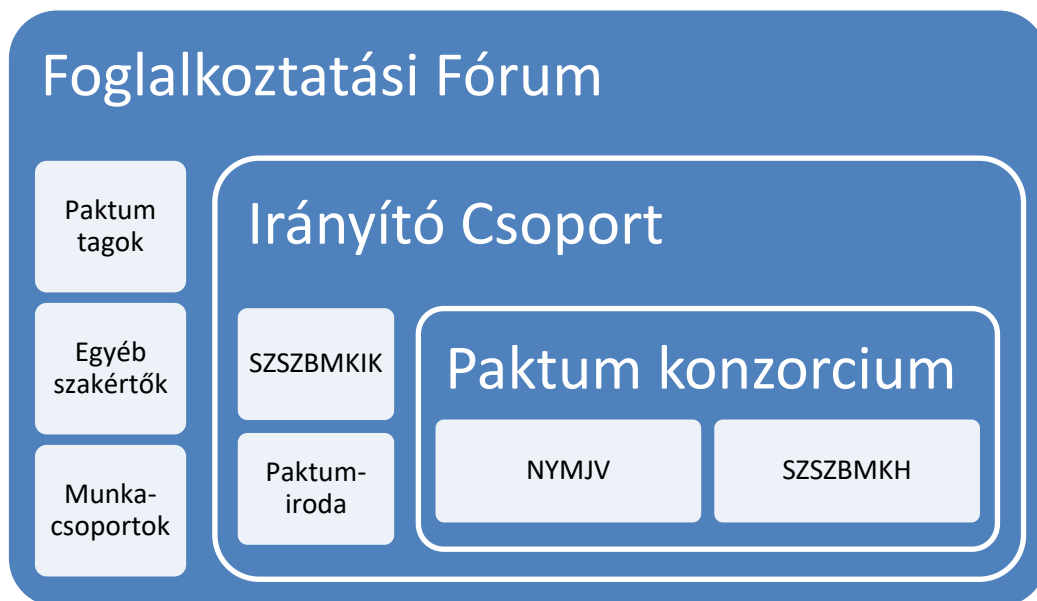 Foglalkoztatási Fórum
Paktum
tagok
Egyéb
szakértők
Munka-
csoportok
Irányító Csoport
SZSZBMKIK
Paktum-
iroda
Paktum konzorcium
NYMJV
SZSZBMKH